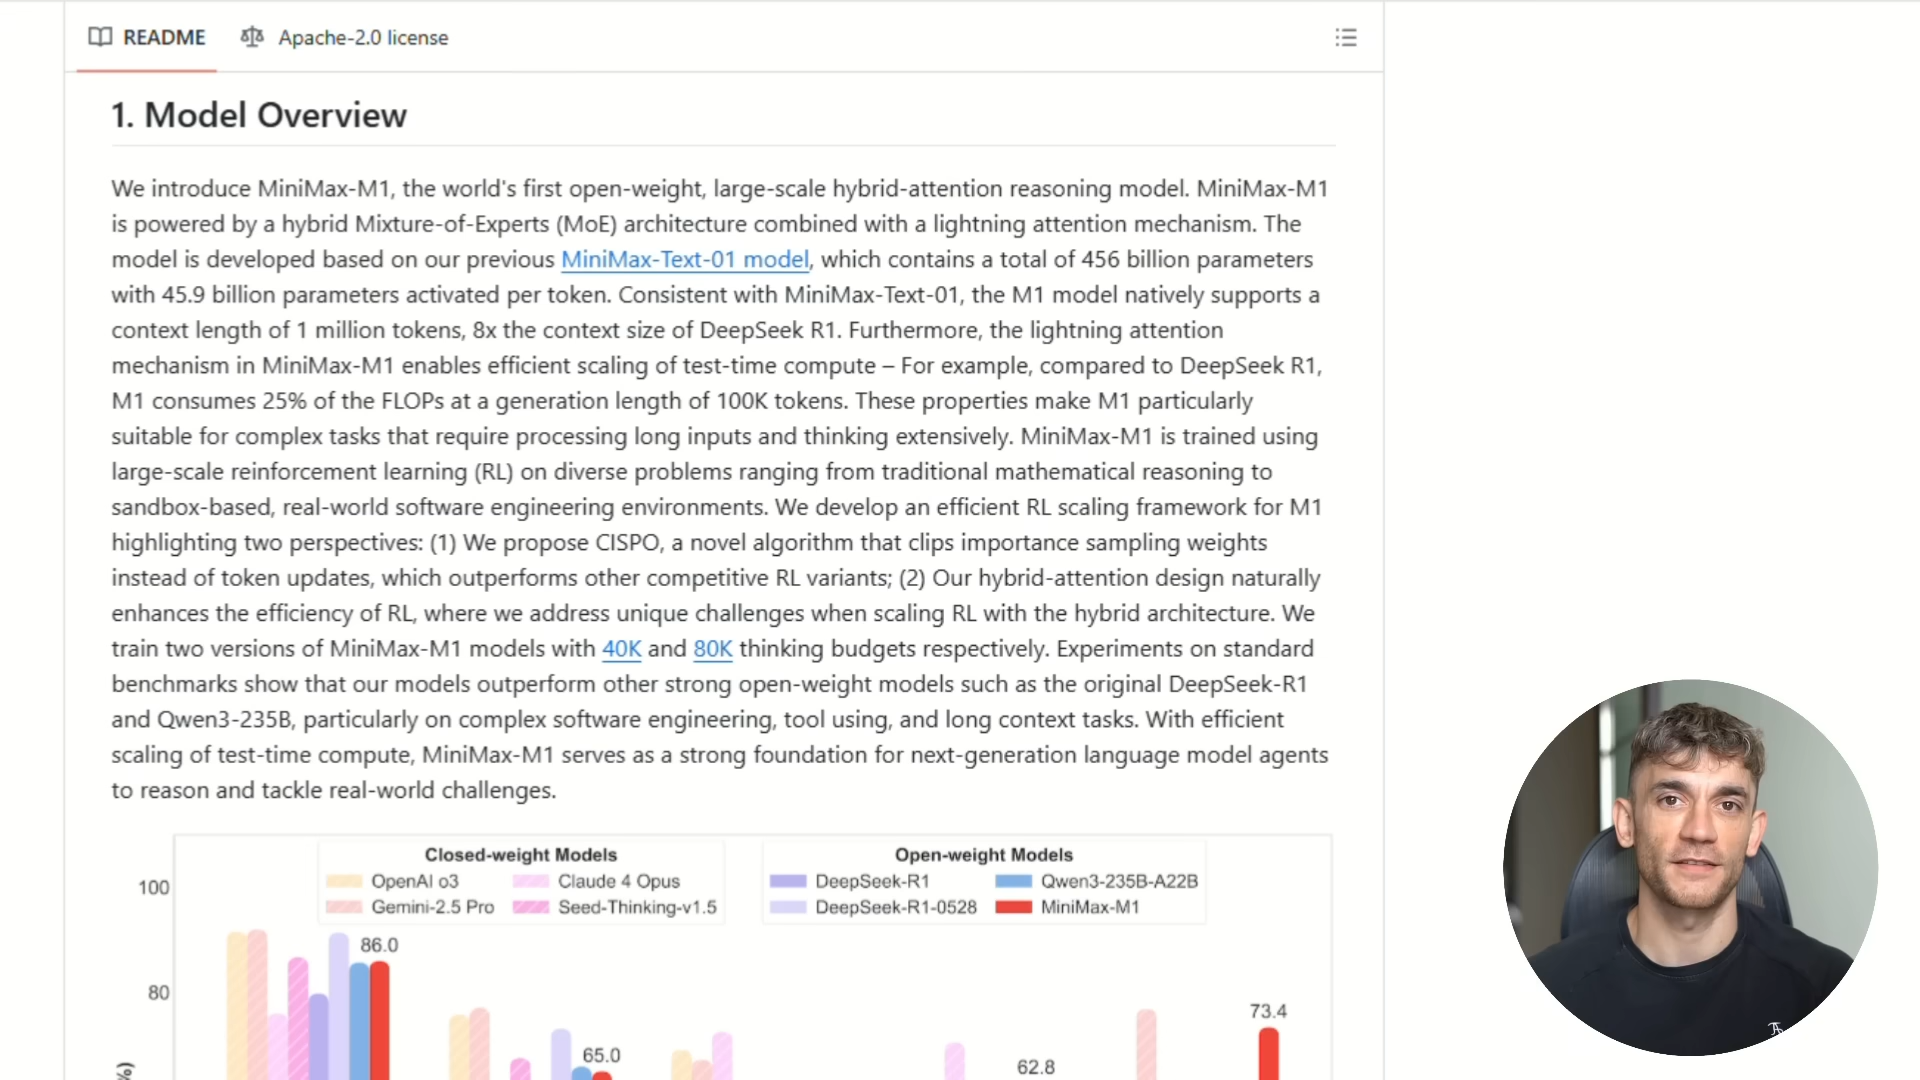 README
Apache-2.0 license
1. Model Overview
We introduce MiniMax-M1, the world's first open-weight, large-scale hybrid-attention reasoning model. MiniMax-M1
is powered by a hybrid Mixture-of-Experts (MoE) architecture combined with a lightning attention mechanism. The
model is developed based on our previous MiniMax-Text-01 model, which contains a total of 456 billion parameters
with 45.9 billion parameters activated per token. Consistent with MiniMax-Text-01, the M1 model natively supports a
context length of 1 million tokens, 8x the context size of DeepSeek R1. Furthermore, the lightning attention
mechanism in MiniMax-M1 enables efficient scaling of test-time compute – For example, compared to DeepSeek R1,
M1 consumes 25% of the FLOPs at a generation length of 100K tokens. These properties make M1 particularly
suitable for complex tasks that require processing long inputs and thinking extensively. MiniMax-M1 is trained using
large-scale reinforcement learning (RL) on diverse problems ranging from traditional mathematical reasoning to
sandbox-based, real-world software engineering environments. We develop an efficient RL scaling framework for M1
highlighting two perspectives: (1) We propose CISPO, a novel algorithm that clips importance sampling weights
instead of token updates, which outperforms other competitive RL variants; (2) Our hybrid-attention design naturally
enhances the efficiency of RL, where we address unique challenges when scaling RL with the hybrid architecture. We
train two versions of MiniMax-M1 models with 40K and 80K thinking budgets respectively. Experiments on standard
benchmarks show that our models outperform other strong open-weight models such as the original DeepSeek-R1
and Qwen3-235B, particularly on complex software engineering, tool using, and long context tasks. With efficient
scaling of test-time compute, MiniMax-M1 serves as a strong foundation for next-generation language model agents
to reason and tackle real-world challenges.
Closed-weight Models
OpenAI o3
Claude 4 Opus
Gemini-2.5 Pro
Seed-Thinking-v1.5
Open-weight Models
DeepSeek-R1
Qwen3-235B-A22B
DeepSeek-R1-0528
MiniMax-M1
100
80
86.0
65.0
62.8
73.4
%)